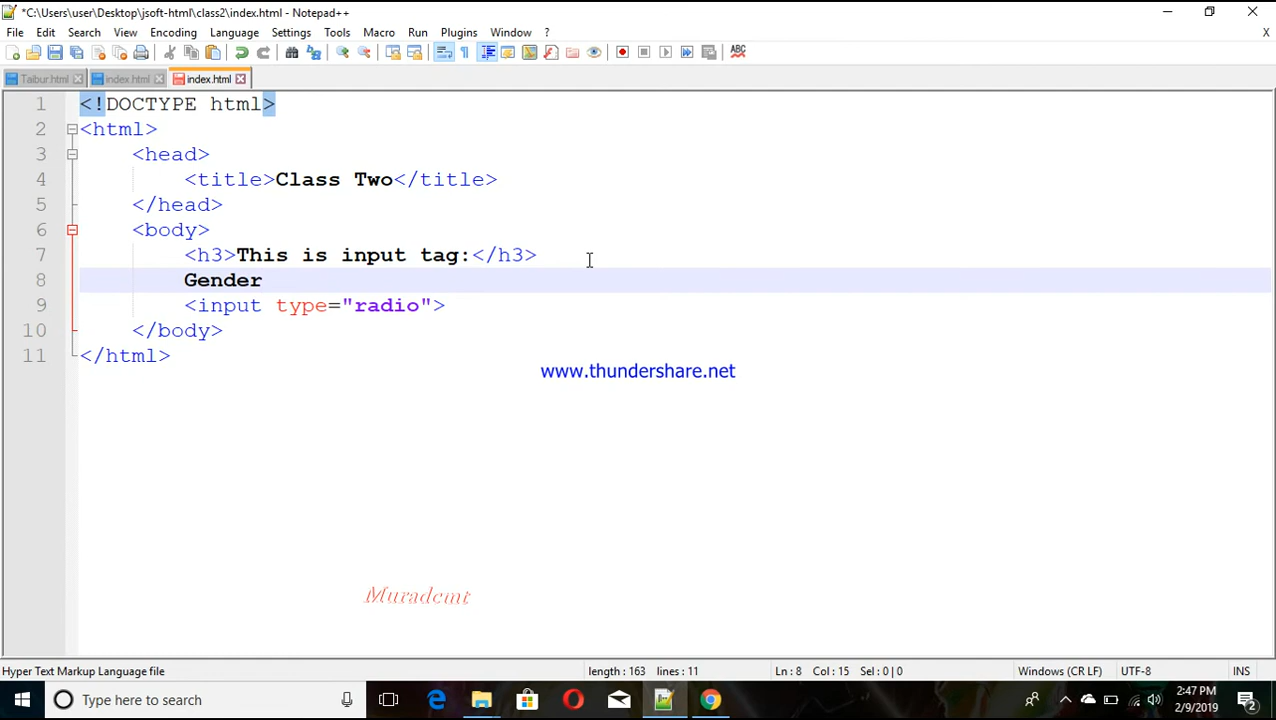 *C:\Users\user\Desktop\jsoft-html\class2\index.html - Notepad++
File Edit Search View Encoding Language Settings Tools Macro Run Plugins Window ? X
ABC
Taibur.html index.html index.html
1 <!DOCTYPE html>
2 <html>
3 <head>
4 <title>Class Two</title>
5 </head>
6 <body>
7 <h3>This is input tag:</h3>
8 Gender
9 <input type="radio">
10 </body>
11 </html>
www.thundershare.net
Muradcmt
Hyper Text Markup Language file length : 163 lines : 11 Ln : 8 Col : 15 Sel : 0 | 0 Windows (CR LF) UTF-8 INS
Type here to search
2:47 PM
2/9/2019
2